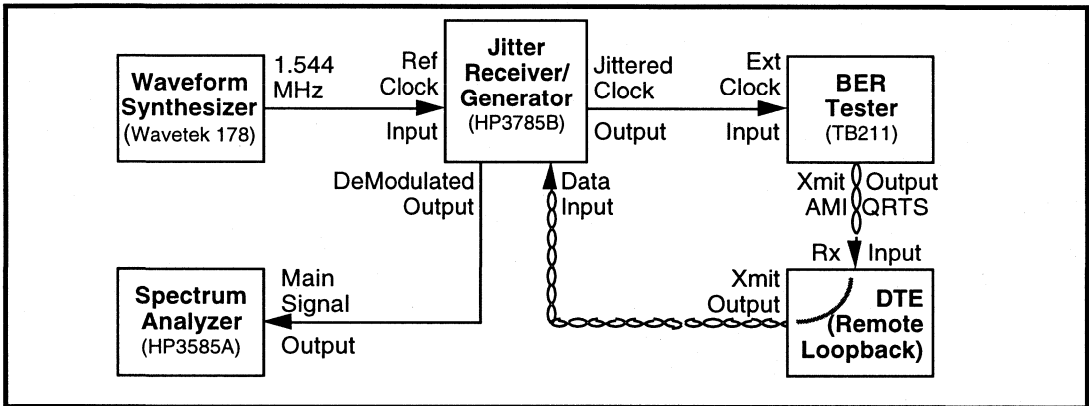 Waveform
Synthesizer
(Wavetek 178)
1.544
MHz
Ref
Clock
Input
Jitter
Receiver/
Generator
(HP3785B)
Jittered
Clock
Output
Ext
Clock
Input
BER
Tester
(TB211)
DeModulated
Output
Data
Input
Xmit Output
AMI QRTS
Rx Input
Spectrum
Analyzer
(HP3585A)
Main
Signal
Output
Xmit
Output
DTE
(Remote
Loopback)